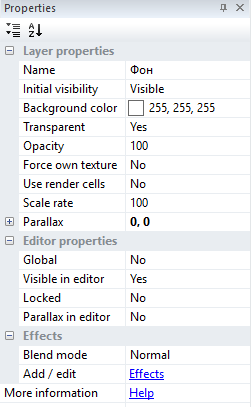 Properties
Layer properties
Name Фон
Initial visibility Visible
Background color 255, 255, 255
Transparent Yes
Opacity 100
Force own texture No
Use render cells No
Scale rate 100
Parallax 0, 0
Editor properties
Global No
Visible in editor Yes
Locked No
Parallax in editor No
Effects
Blend mode Normal
Add / edit Effects
More information Help